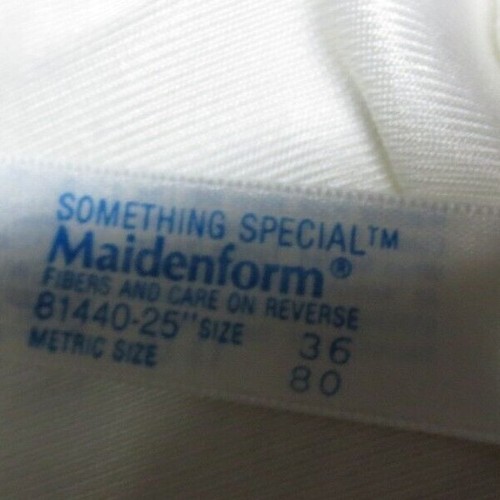 SOMETHING SPECIAL™
Maidenform®
FIBERS AND CARE ON REVERSE
81440-25" SIZE 36
METRIC SIZE 80